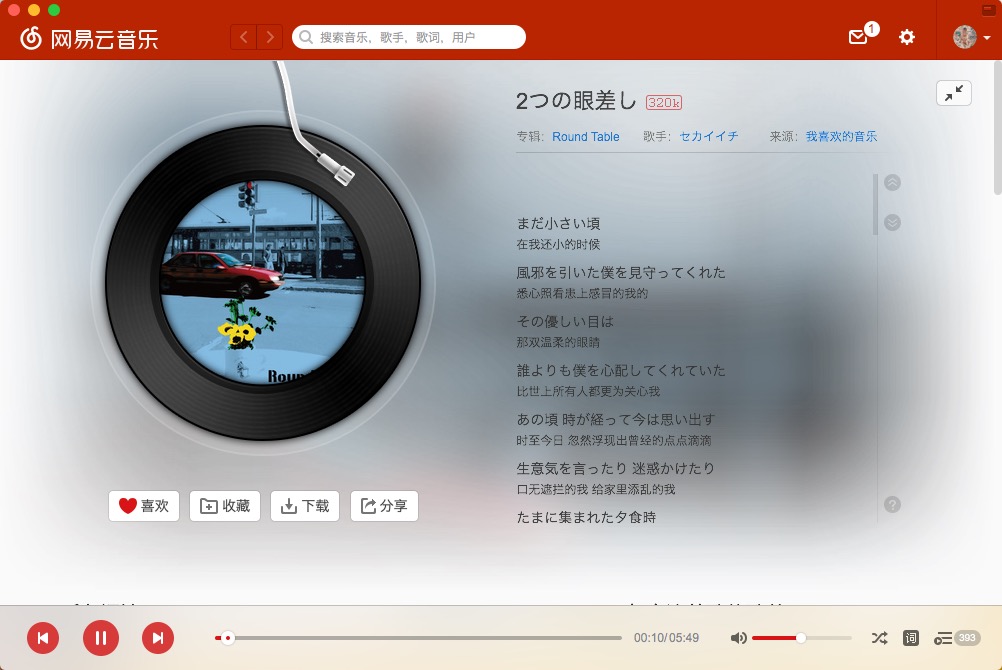 网易云音乐
搜索音乐，歌手，歌词，用户
1
2つの眼差し 320k
专辑： Round Table 歌手： セカイイチ 来源： 我喜欢的音乐
まだ小さい頃
在我还小的时候
風邪を引いた僕を見守ってくれた
悉心照看患上感冒的我的
その優しい目は
那双温柔的眼睛
誰よりも僕を心配してくれていた
比世上所有人都更为关心我
あの頃 時が経って今は思い出す
时至今日 忽然浮现出曾经的点点滴滴
生意気を言ったり 迷惑かけたり
口无遮拦的我 给家里添乱的我
たまに集まれた夕食時
?
喜欢 收藏 下载 分享
00:10/05:49 词 393